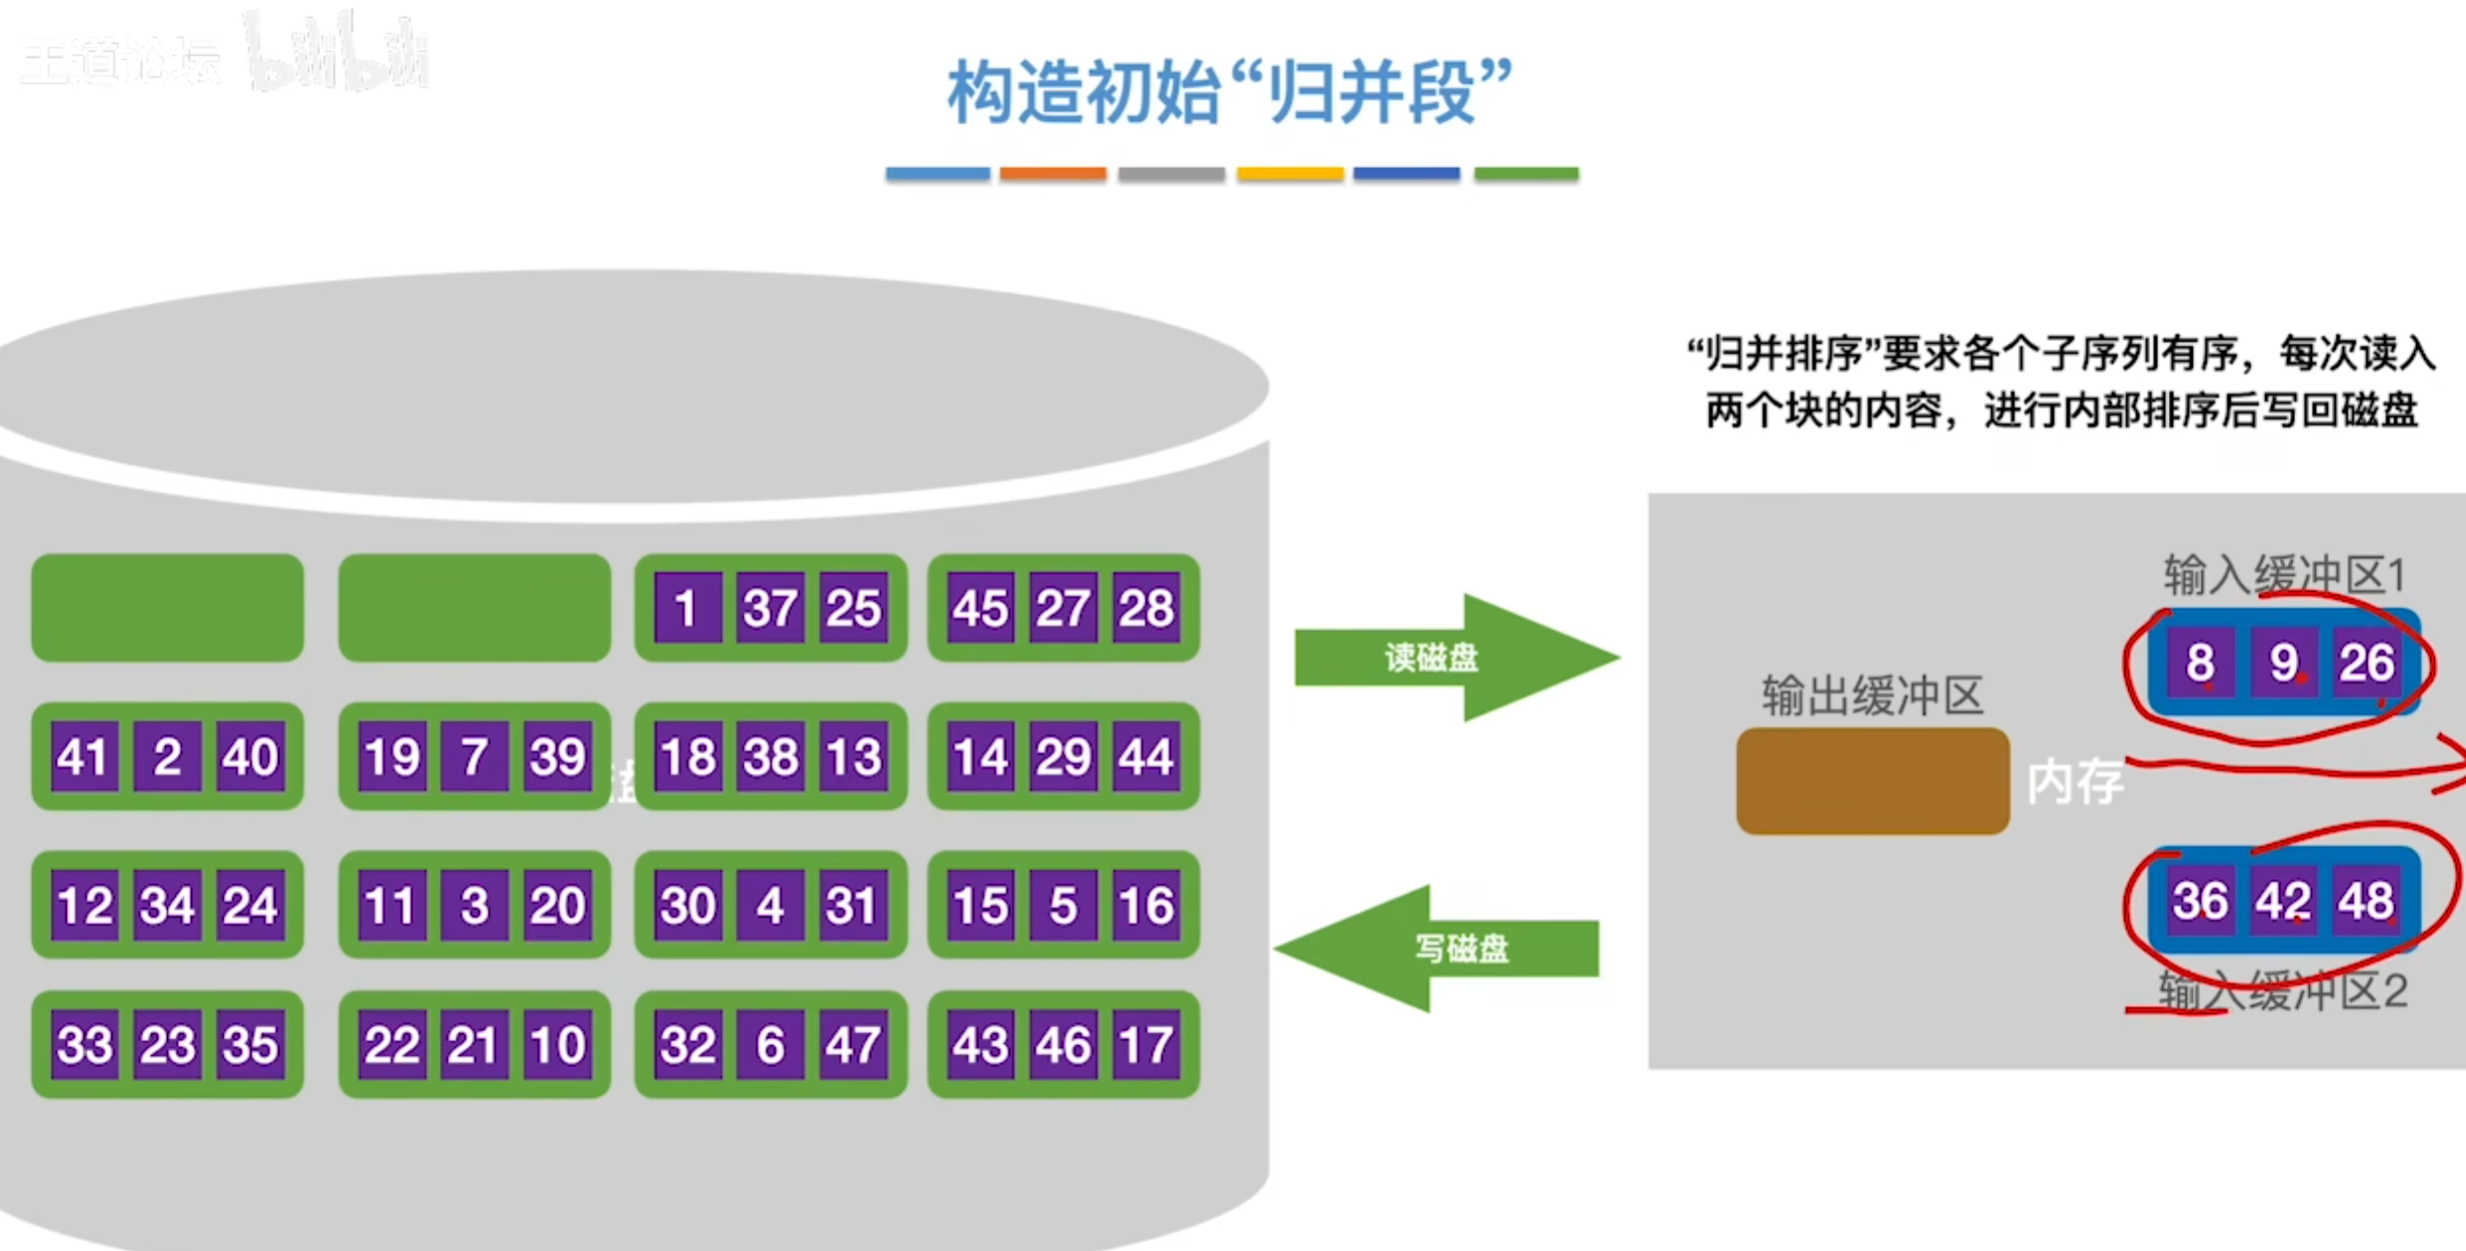 王道论坛 bilibili
构造初始“归并段”
“归并排序”要求各个子序列有序，每次读入
两个块的内容，进行内部排序后写回磁盘
1 37 25 45 27 28
41 2 40 19 7 39 18 38 13 14 29 44
盘
12 34 24 11 3 20 30 4 31 15 5 16
33 23 35 22 21 10 32 6 47 43 46 17
读磁盘
写磁盘
输入缓冲区1
8 9 26
输出缓冲区
内存
36 42 48
输入缓冲区2